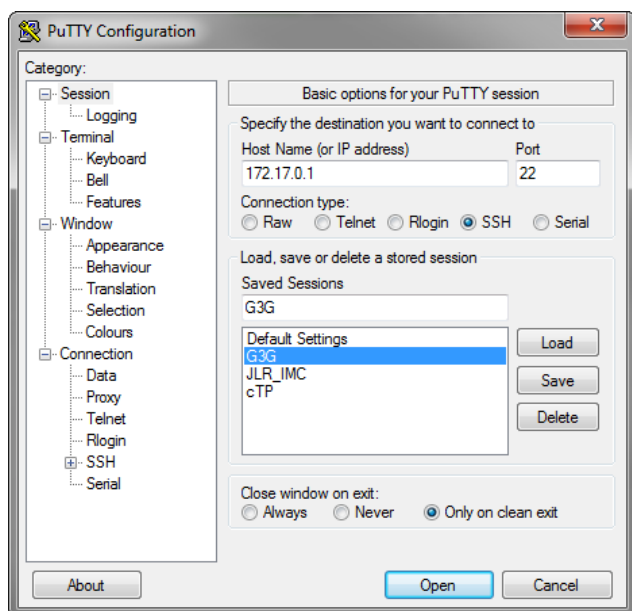 PuTTY Configuration
Category:
Session
Logging
Terminal
Keyboard
Bell
Features
Window
Appearance
Behaviour
Translation
Selection
Colours
Connection
Data
Proxy
Telnet
Rlogin
SSH
Serial
Basic options for your PuTTY session
Specify the destination you want to connect to
Host Name (or IP address) Port
172.17.0.1 22
Connection type:
Raw Telnet Rlogin SSH Serial
Load, save or delete a stored session
Saved Sessions
G3G
Default Settings
G3G
JLR_IMC
cTP
Load
Save
Delete
Close window on exit:
Always Never Only on clean exit
About Open Cancel